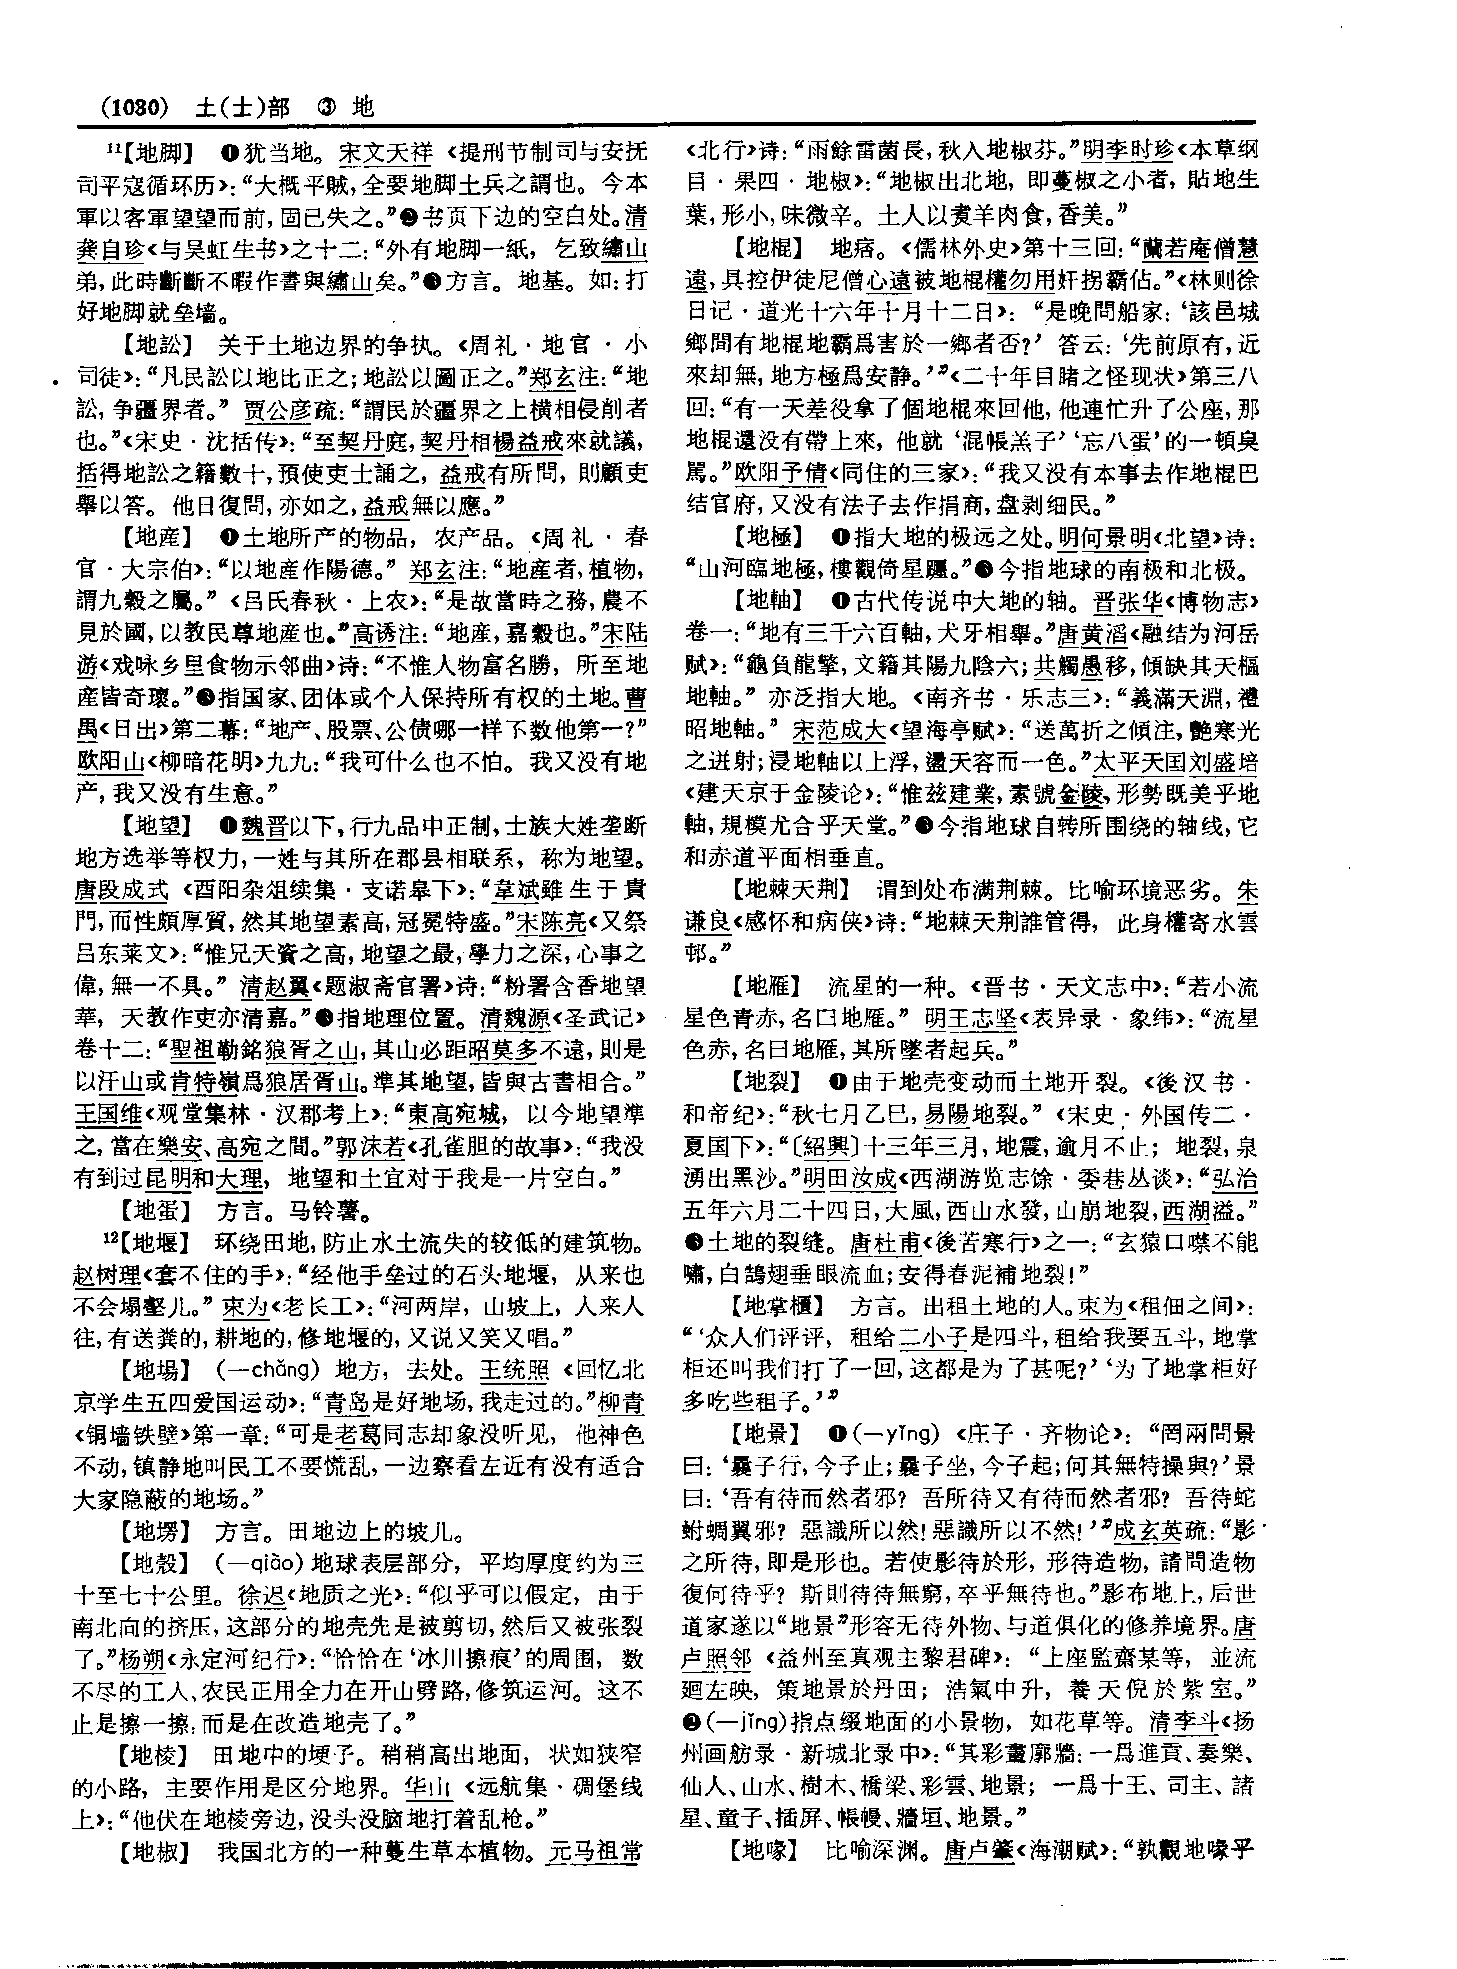 (1030) 土(士)部 ③ 地
¹¹【地脚】 ❶犹当地。宋文天祥《提刑节制司与安抚
司平寇循环历》：“大概平賊，全要地脚土兵之謂也。今本
軍以客軍望望而前，固已失之。”❷书页下边的空白处。清
龚自珍《与吴虹生书》之十二：“外有地脚一紙，乞致繡山
弟，此時斷斷不暇作書與繡山矣。”❸方言。地基。如：打
好地脚就垒墙。
【地訟】 关于土地边界的争执。《周礼·地官·小
司徒》：“凡民訟以地比正之；地訟以圖正之。”郑玄注：“地
訟，争疆界者。”贾公彦疏：“謂民於疆界之上横相侵削者
也。”《宋史·沈括传》：“至契丹庭，契丹相楊益戒來就議，
括得地訟之籍數十，預使吏士誦之，益戒有所問，則顧吏
舉以答。他日復問，亦如之，益戒無以應。”
【地産】 ❶土地所产的物品，农产品。《周礼·春
官·大宗伯》：“以地産作陽德。”郑玄注：“地産者，植物，
謂九穀之屬。”《吕氏春秋·上农》：“是故當時之務，農不
見於國，以教民尊地産也。”高诱注：“地産，嘉穀也。”宋陆
游《戏咏乡里食物示邻曲》诗：“不惟人物富名勝，所至地
産皆奇瓌。”❷指国家、团体或个人保持所有权的土地。曹
禺《日出》第二幕：“地产、股票、公债哪一样不数他第一？”
欧阳山《柳暗花明》九九：“我可什么也不怕。我又没有地
产，我又没有生意。”
【地望】 ❶魏晋以下，行九品中正制，士族大姓垄断
地方选举等权力，一姓与其所在郡县相联系，称为地望。
唐段成式《酉阳杂俎续集·支诺皋下》：“韋斌雖生于貴
門，而性頗厚質，然其地望素高，冠冕特盛。”宋陈亮《又祭
吕东莱文》：“惟兄天資之高，地望之最，學力之深，心事之
偉，無一不具。”清赵翼《题淑斋官署》诗：“粉署含香地望
華，天教作吏亦清嘉。”❷指地理位置。清魏源《圣武记》
卷十二：“聖祖勒銘狼胥之山，其山必距昭莫多不遠，則是
以汗山或肯特嶺爲狼居胥山。準其地望，皆與古書相合。”
王国维《观堂集林·汉郡考上》：“東高宛城，以今地望準
之，當在樂安、高宛之間。”郭沫若《孔雀胆的故事》：“我没
有到过昆明和大理，地望和土宜对于我是一片空白。”
【地蛋】 方言。马铃薯。
¹²【地堰】 环绕田地，防止水土流失的较低的建筑物。
赵树理《套不住的手》：“经他手垒过的石头地堰，从来也
不会塌壑儿。”束为《老长工》：“河两岸，山坡上，人来人
往，有送粪的，耕地的，修地堰的，又说又笑又唱。”
【地場】 (—chǎng) 地方，去处。王统照《回忆北
京学生五四爱国运动》：“青岛是好地场，我走过的。”柳青
《铜墙铁壁》第一章：“可是老葛同志却象没听见，他神色
不动，镇静地叫民工不要慌乱，一边察看左近有没有适合
大家隐蔽的地场。”
【地塄】 方言。田地边上的坡儿。
【地殼】 (—qiào) 地球表层部分，平均厚度约为三
十至七十公里。徐迟《地质之光》：“似乎可以假定，由于
南北向的挤压，这部分的地壳先是被剪切，然后又被张裂
了。”杨朔《永定河纪行》：“恰恰在‘冰川擦痕’的周围，数
不尽的工人、农民正用全力在开山劈路，修筑运河。这不
止是擦一擦；而是在改造地壳了。”
【地棱】 田地中的埂子。稍稍高出地面，状如狭窄
的小路，主要作用是区分地界。华山《远航集·碉堡线
上》：“他伏在地棱旁边，没头没脑地打着乱枪。”
【地椒】 我国北方的一种蔓生草本植物。元马祖常
《北行》诗：“雨餘雷菌長，秋入地椒芬。”明李时珍《本草纲
目·果四·地椒》：“地椒出北地，即蔓椒之小者，貼地生
葉，形小，味微辛。土人以煑羊肉食，香美。”
【地棍】 地痞。《儒林外史》第十三回：“蘭若庵僧慧
遠，具控伊徒尼僧心遠被地棍權勿用奸拐霸佔。”《林则徐
日记·道光十六年十月十二日》：“是晚問船家：‘該邑城
鄉間有地棍地霸爲害於一鄉者否？’答云：‘先前原有，近
來却無，地方極爲安静。’”《二十年目睹之怪现状》第三八
回：“有一天差役拿了個地棍來回他，他連忙升了公座，那
地棍還没有帶上來，他就‘混帳羔子’‘忘八蛋’的一頓臭
駡。”欧阳予倩《同住的三家》：“我又没有本事去作地棍巴
结官府，又没有法子去作捐商，盘剥细民。”
【地極】 ❶指大地的极远之处。明何景明《北望》诗：
“山河臨地極，樓觀倚星躔。”❷今指地球的南极和北极。
【地軸】 ❶古代传说中大地的轴。晋张华《博物志》
卷一：“地有三千六百軸，犬牙相舉。”唐黄滔《融结为河岳
赋》：“龜負龍擎，文籍其陽九陰六；共觸愚移，傾缺其天樞
地軸。”亦泛指大地。《南齐书·乐志三》：“義滿天淵，禮
昭地軸。”宋范成大《望海亭赋》：“送萬折之傾注，艷寒光
之迸射；浸地軸以上浮，盪天容而一色。”太平天囯刘盛培
《建天京于金陵论》：“惟兹建業，素號金陵，形勢既美乎地
軸，規模尤合乎天堂。”❸今指地球自转所围绕的轴线，它
和赤道平面相垂直。
【地棘天荆】 谓到处布满荆棘。比喻环境恶劣。朱
谦良《感怀和病侠》诗：“地棘天荆誰管得，此身權寄水雲
邨。”
【地雁】 流星的一种。《晋书·天文志中》：“若小流
星色青赤，名曰地雁。”明王志坚《表异录·象纬》：“流星
色赤，名曰地雁，其所墜者起兵。”
【地裂】 ❶由于地壳变动而土地开裂。《後汉书·
和帝纪》：“秋七月乙巳，易陽地裂。”《宋史·外国传二·
夏国下》：“〔紹興〕十三年三月，地震，逾月不止；地裂，泉
湧出黑沙。”明田汝成《西湖游览志馀·委巷丛谈》：“弘治
五年六月二十四日，大風，西山水發，山崩地裂，西湖溢。”
❷土地的裂缝。唐杜甫《後苦寒行》之一：“玄猿口噤不能
嘯，白鵠翅垂眼流血；安得春泥補地裂！”
【地掌櫃】 方言。出租土地的人。束为《租佃之间》：
“‘众人们评评，租给二小子是四斗，租给我要五斗，地掌
柜还叫我们打了一回，这都是为了甚呢？’‘为了地掌柜好
多吃些租子。’”
【地景】 ❶(—yǐng)《庄子·齐物论》：“罔兩問景
曰：‘曩子行，今子止；曩子坐，今子起；何其無特操與？’景
曰：‘吾有待而然者邪？吾所待又有待而然者邪？吾待蛇
蚹蜩翼邪？惡識所以然！惡識所以不然！’”成玄英疏：“影
之所待，即是形也。若使影待於形，形待造物，請問造物
復何待乎？斯則待待無窮，卒乎無待也。”影布地上，后世
道家遂以“地景”形容无待外物、与道俱化的修养境界。唐
卢照邻《益州至真观主黎君碑》：“上座監齋某等，並流
廻左映，策地景於丹田；浩氣中升，養天倪於紫室。”
❷(—jǐng)指点缀地面的小景物，如花草等。清李斗《扬
州画舫录·新城北录中》：“其彩畫廓牆：一爲進貢、奏樂、
仙人、山水、樹木、橋梁、彩雲、地景；一爲十王、司主、諸
星、童子、插屏、帳幔、牆垣、地景。”
【地喙】 比喻深渊。唐卢肇《海潮赋》：“孰觀地喙乎